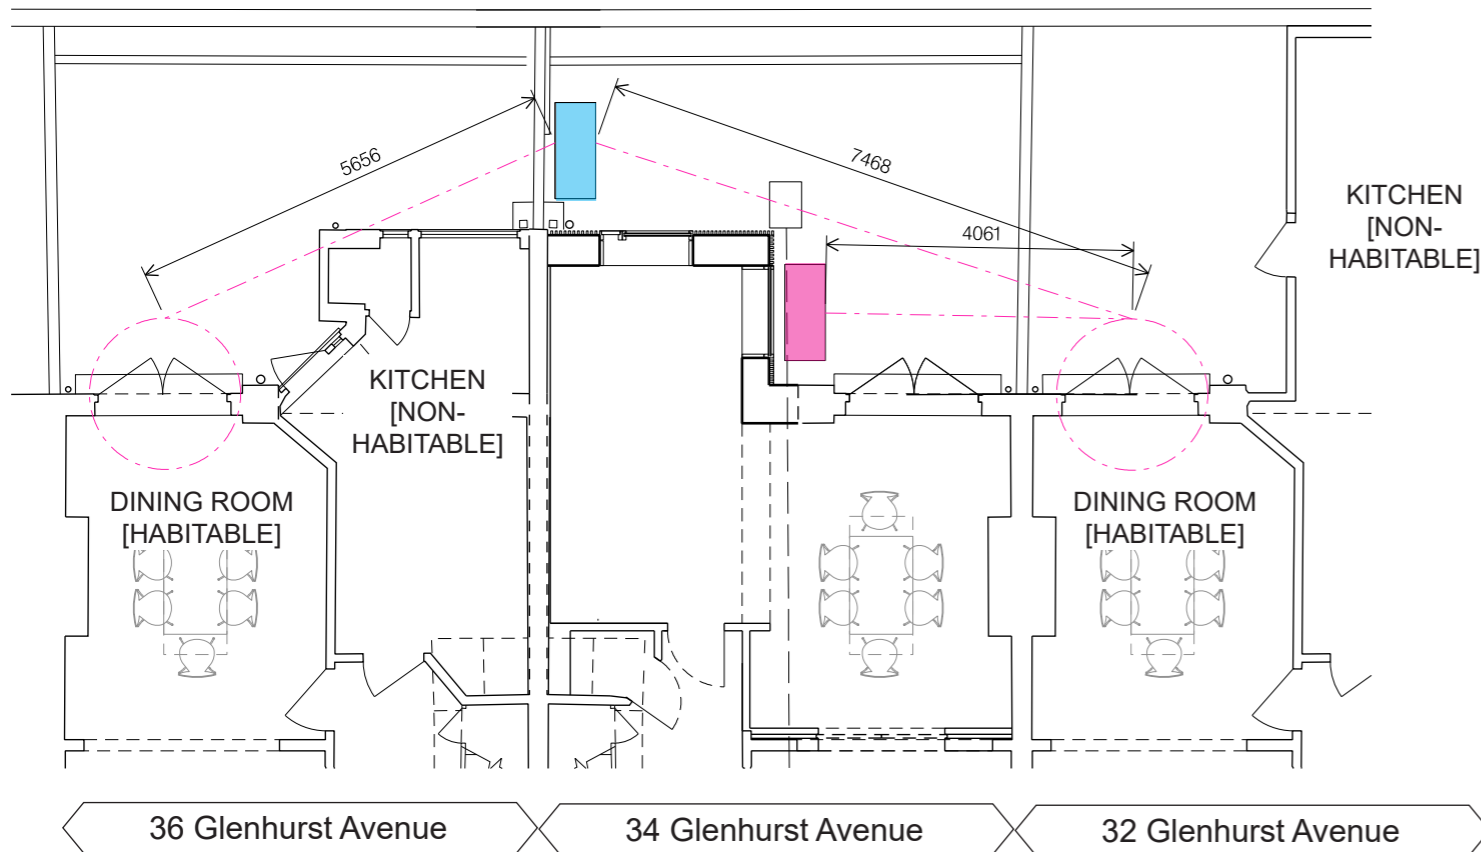 5656
7468
4061
KITCHEN
[NON-
HABITABLE]
KITCHEN
[NON-
HABITABLE]
DINING ROOM
[HABITABLE]
DINING ROOM
[HABITABLE]
36 Glenhurst Avenue
34 Glenhurst Avenue
32 Glenhurst Avenue